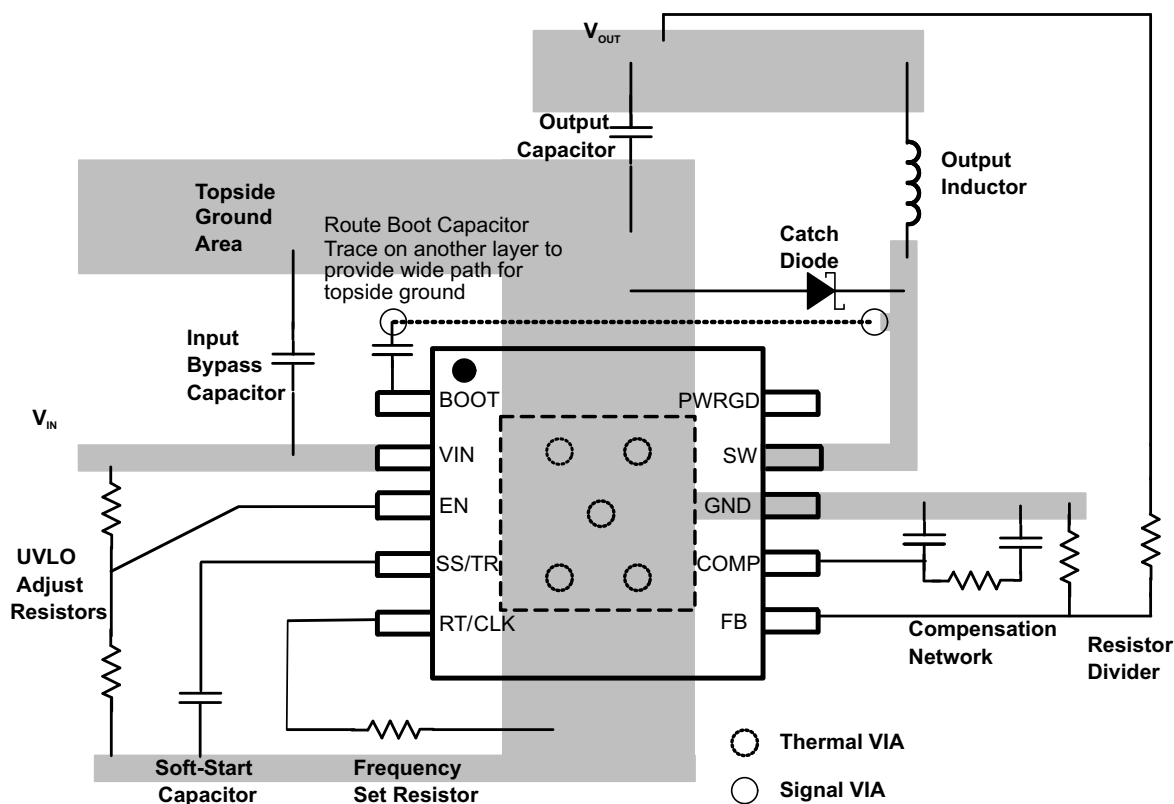 VOUT
Output
Capacitor
Output
Inductor
Topside
Ground
Area
Route Boot Capacitor
Trace on another layer to
provide wide path for
topside ground
Catch
Diode
Input
Bypass
Capacitor
VIN
BOOT
VIN
EN
SS/TR
RT/CLK
PWRGD
SW
GND
COMP
FB
UVLO
Adjust
Resistors
Compensation
Network
Resistor
Divider
Soft-Start
Capacitor
Frequency
Set Resistor
Thermal VIA
Signal VIA